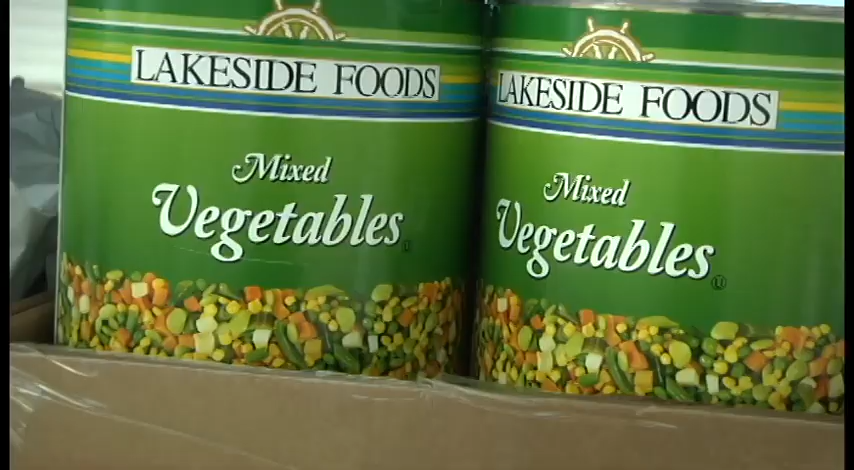 LAKESIDE FOODS
Mixed
Vegetables
LAKESIDE FOODS
Mixed
Vegetables
U